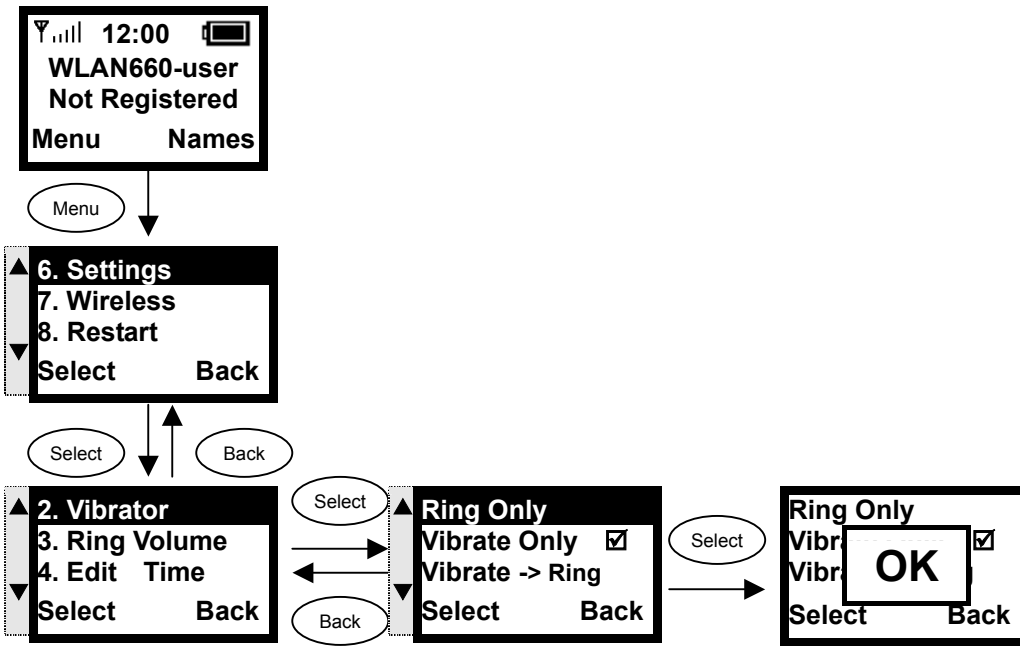 12:00
WLAN660-user
Not Registered
Menu Names
Menu
6. Settings
7. Wireless
8. Restart
Select Back
Select
Back
2. Vibrator
3. Ring Volume
4. Edit Time
Select Back
Select
Back
Ring Only
Vibrate Only
Vibrate -> Ring
Select Back
Select
Ring Only
OK
Select Back